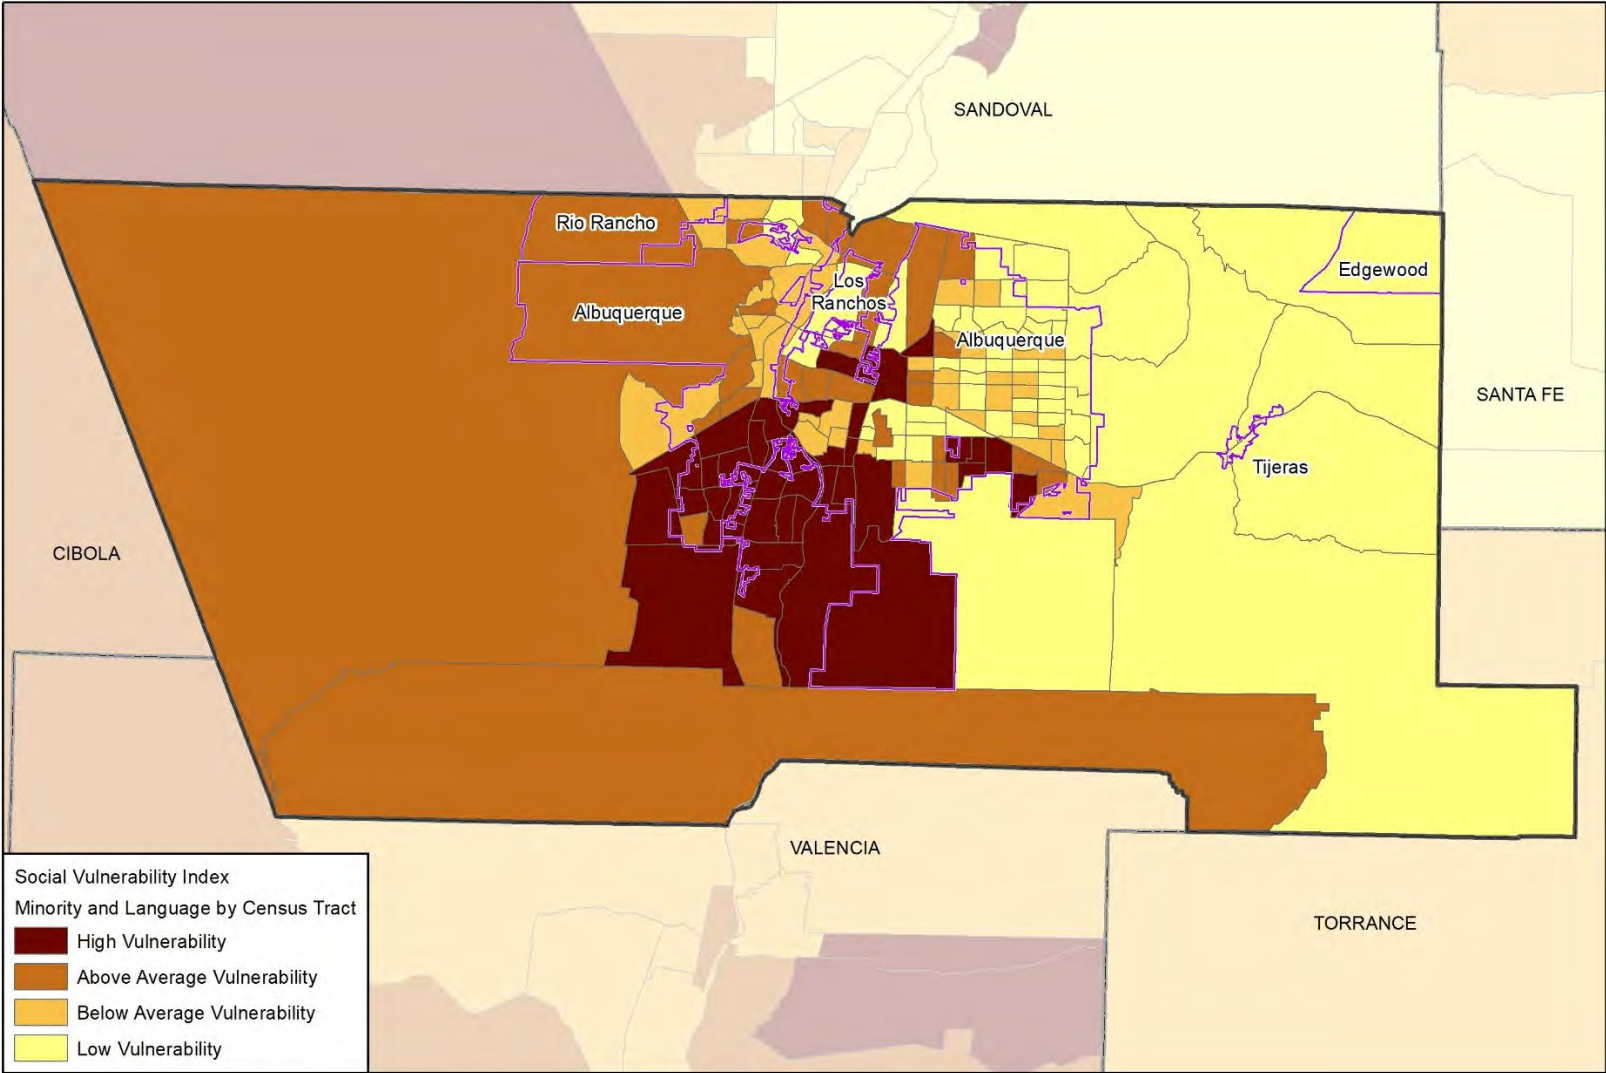 SANDOVAL
Rio Rancho
Edgewood
Los
Ranchos
Albuquerque
Albuquerque
SANTA FE
Tijeras
CIBOLA
VALENCIA
TORRANCE
Social Vulnerability Index
Minority and Language by Census Tract
High Vulnerability
Above Average Vulnerability
Below Average Vulnerability
Low Vulnerability